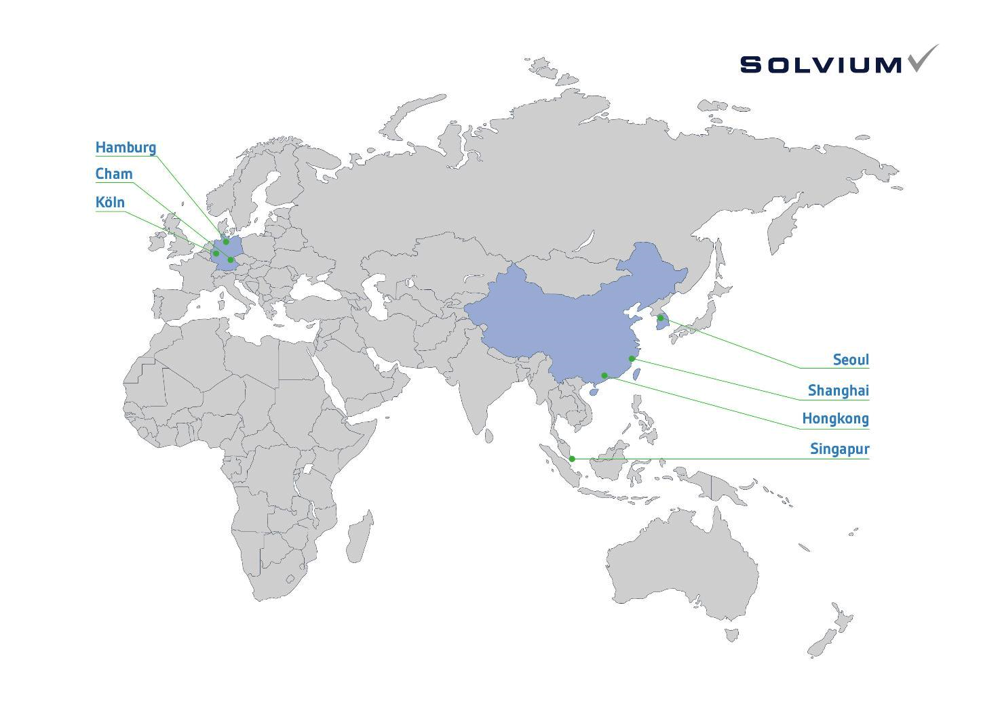 SOLVIUM
Hamburg
Cham
Köln
Seoul
Shanghai
Hongkong
Singapur